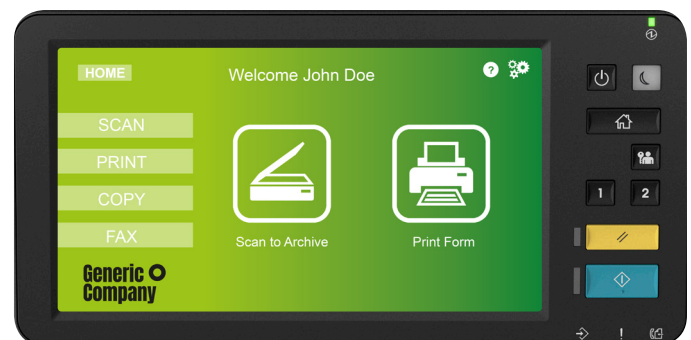 HOME
Welcome John Doe
?
SCAN
PRINT
COPY
FAX
Scan to Archive
Print Form
Generic
Company
1
2
!